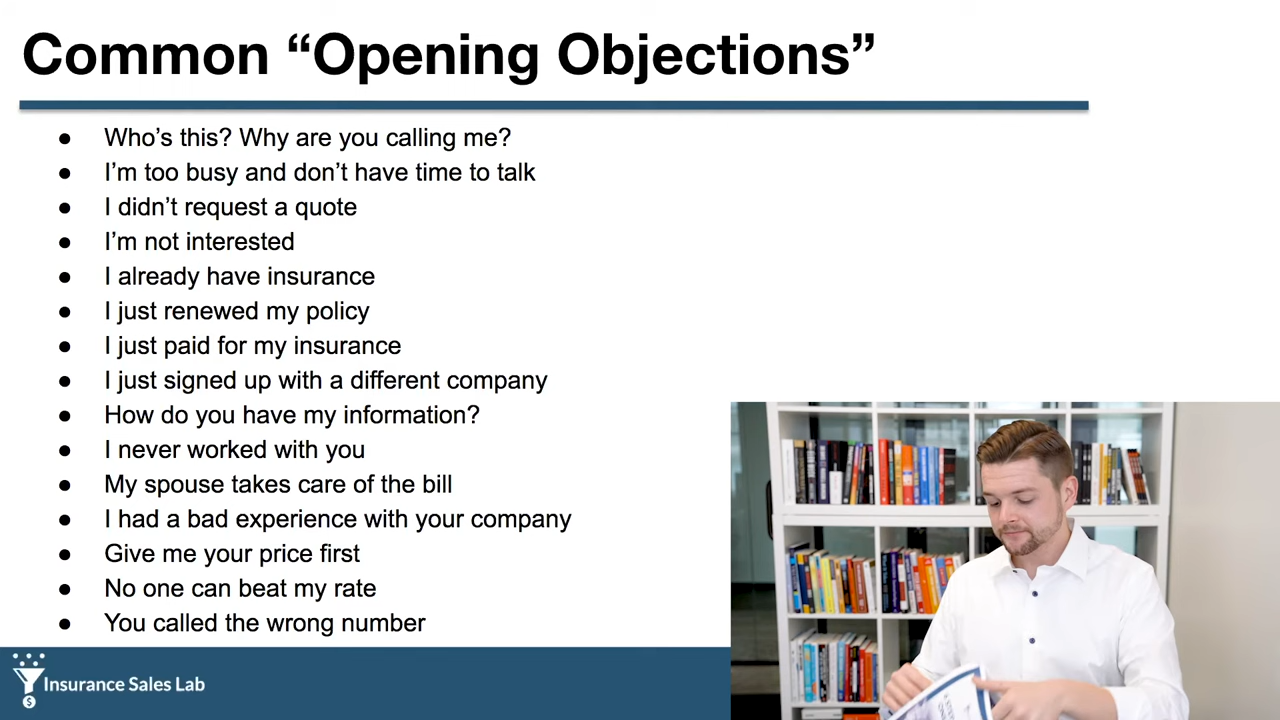 Common “Opening Objections”
● Who’s this? Why are you calling me?
● I’m too busy and don’t have time to talk
● I didn’t request a quote
● I’m not interested
● I already have insurance
● I just renewed my policy
● I just paid for my insurance
● I just signed up with a different company
● How do you have my information?
● I never worked with you
● My spouse takes care of the bill
● I had a bad experience with your company
● Give me your price first
● No one can beat my rate
● You called the wrong number
Insurance Sales Lab